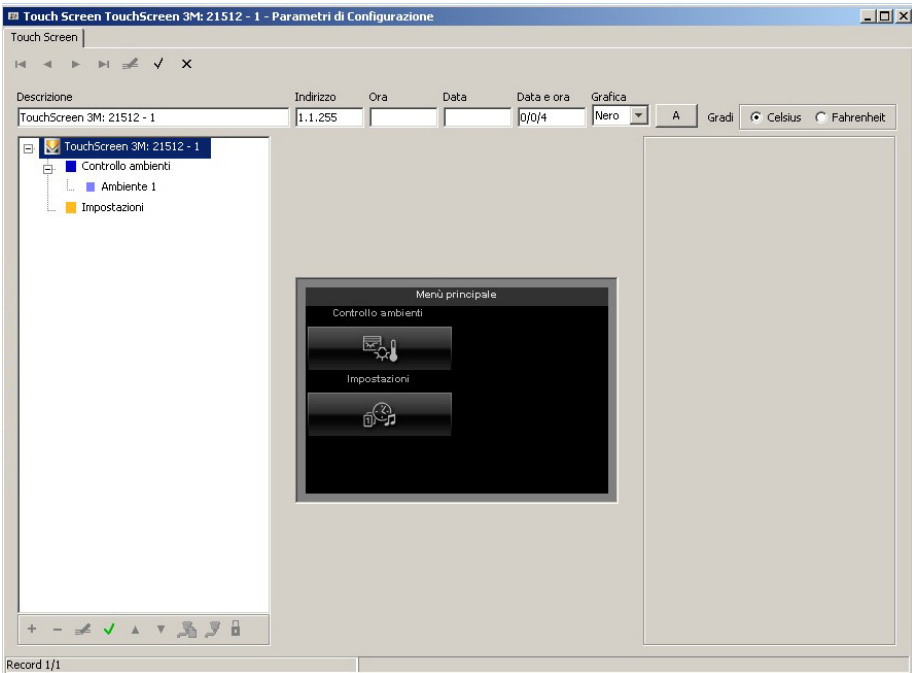 Touch Screen TouchScreen 3M: 21512 - 1 - Parametri di Configurazione
Touch Screen
Descrizione Indirizzo Ora Data Data e ora Grafica
TouchScreen 3M: 21512 - 1 1.1.255 0/0/4 Nero A Gradi Celsius Fahrenheit
TouchScreen 3M: 21512 - 1
Controllo ambienti
Ambiente 1
Impostazioni
Menù principale
Controllo ambienti
Impostazioni
1
Record 1/1